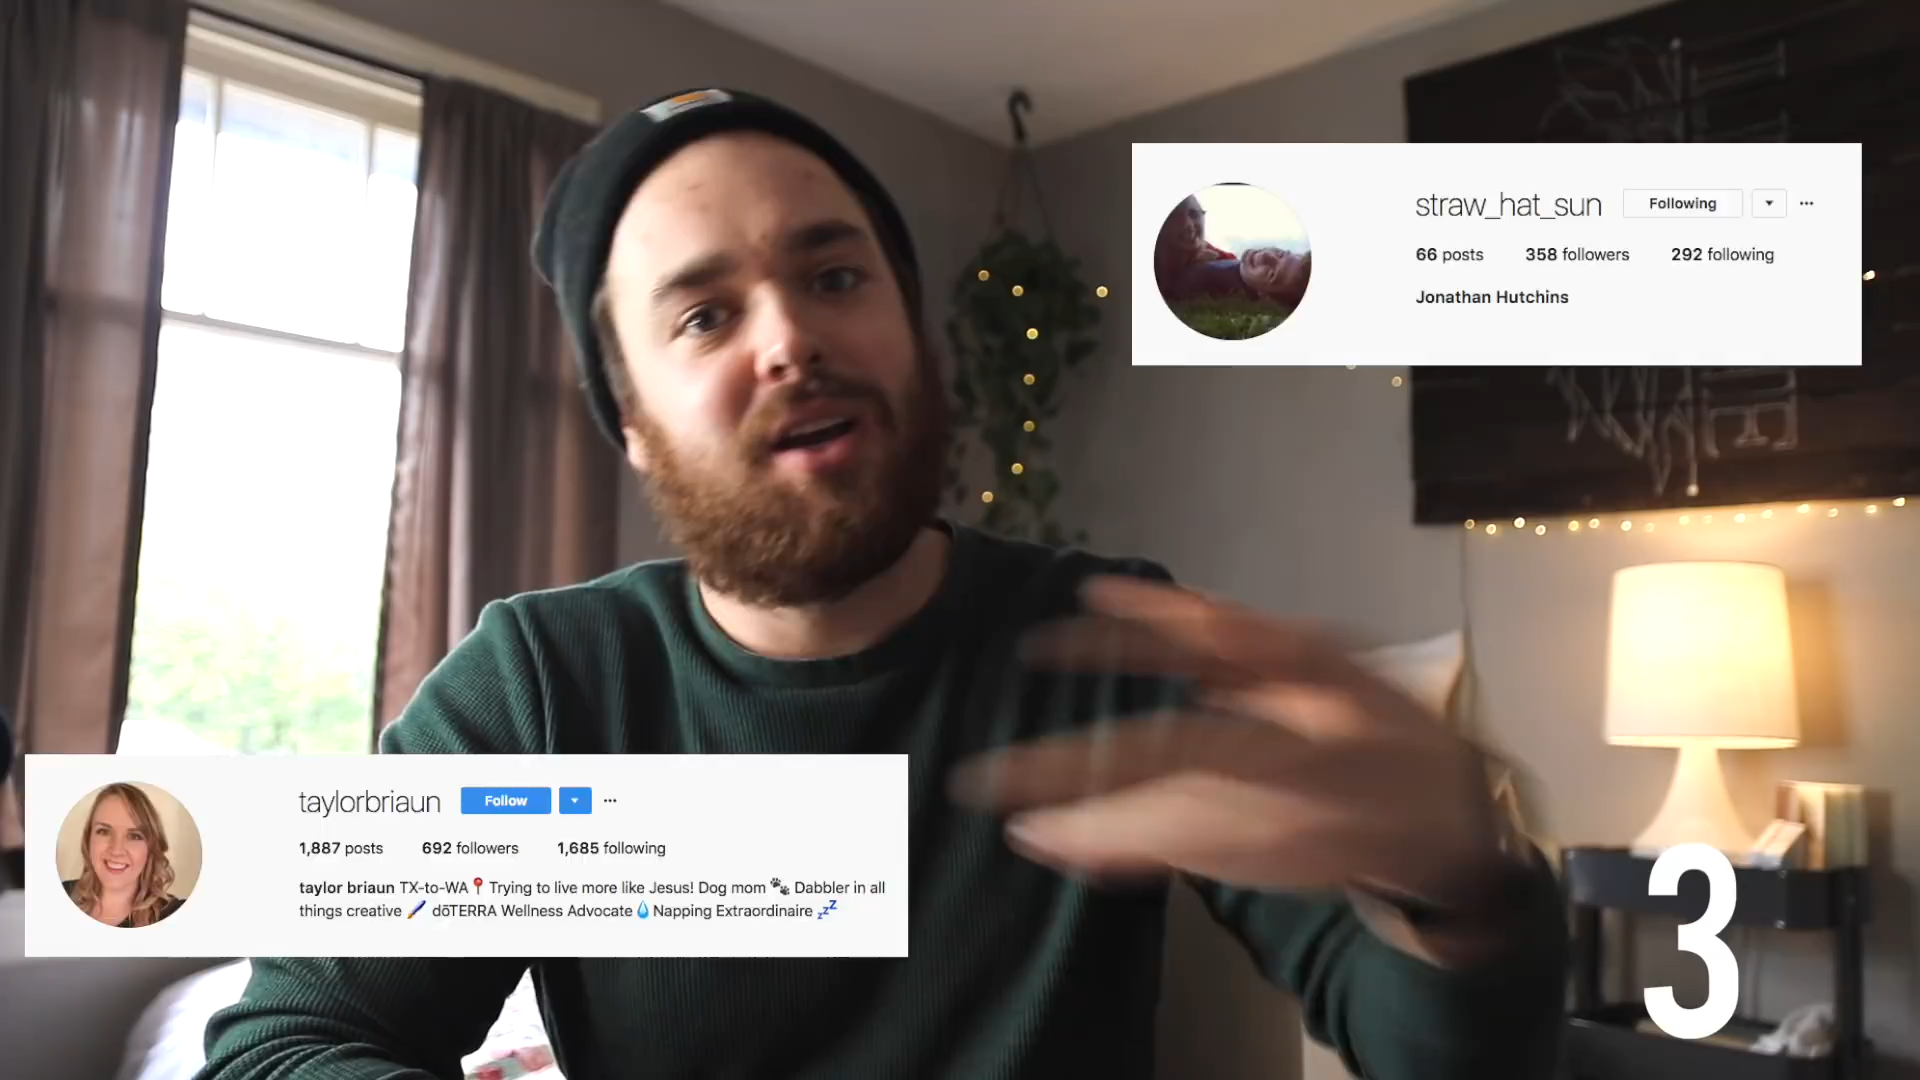 straw_hat_sun Following
66 posts 358 followers 292 following
Jonathan Hutchins
taylorbriaun Follow
1,887 posts 692 followers 1,685 following
taylor briaun TX-to-WA📍Trying to live more like Jesus! Dog mom 🐾 Dabbler in all
things creative 🖌️ dōTERRA Wellness Advocate💧Napping Extraordinaire 💤
3